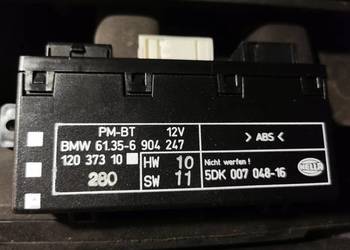 PM-BT 12V
BMW 61.35-6 904 247
120 373 10
280
HW 10
SW 11
> ABS <
Nicht werfen!
5DK 007 048-16
HELLA